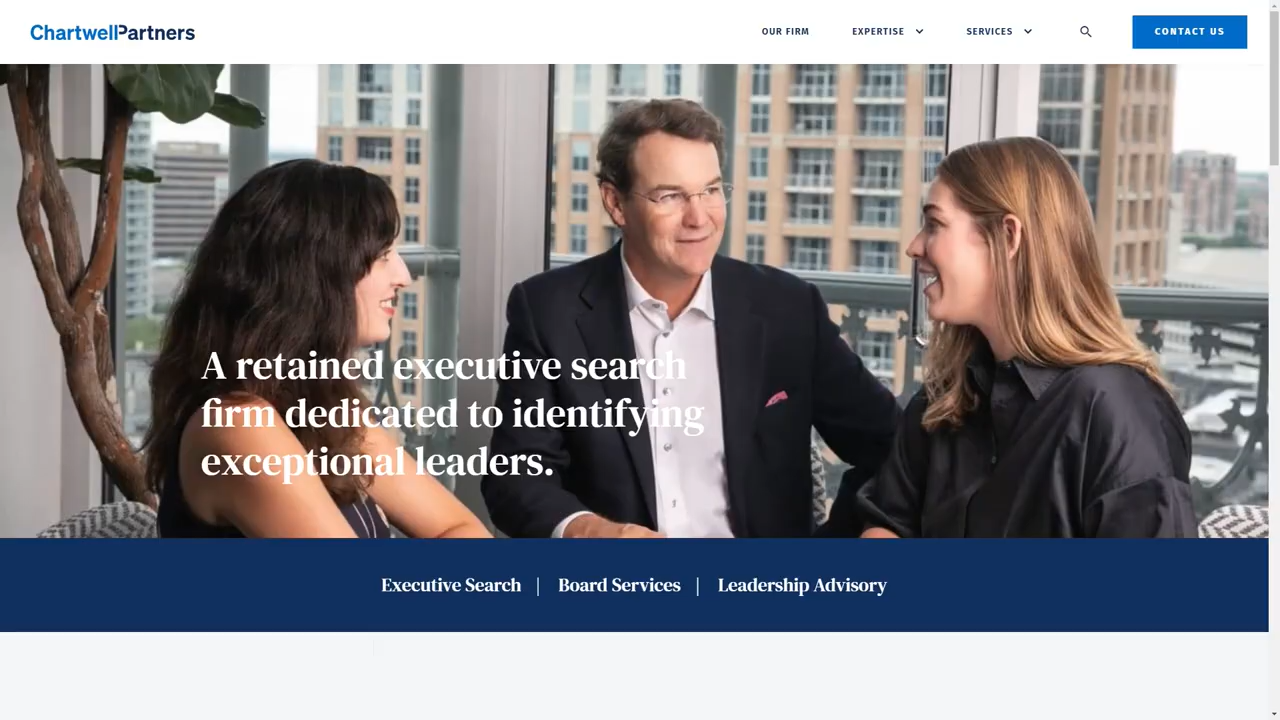 ChartwellPartners
OUR FIRM
EXPERTISE
SERVICES
CONTACT US
A retained executive search
firm dedicated to identifying
exceptional leaders.
Executive Search | Board Services | Leadership Advisory